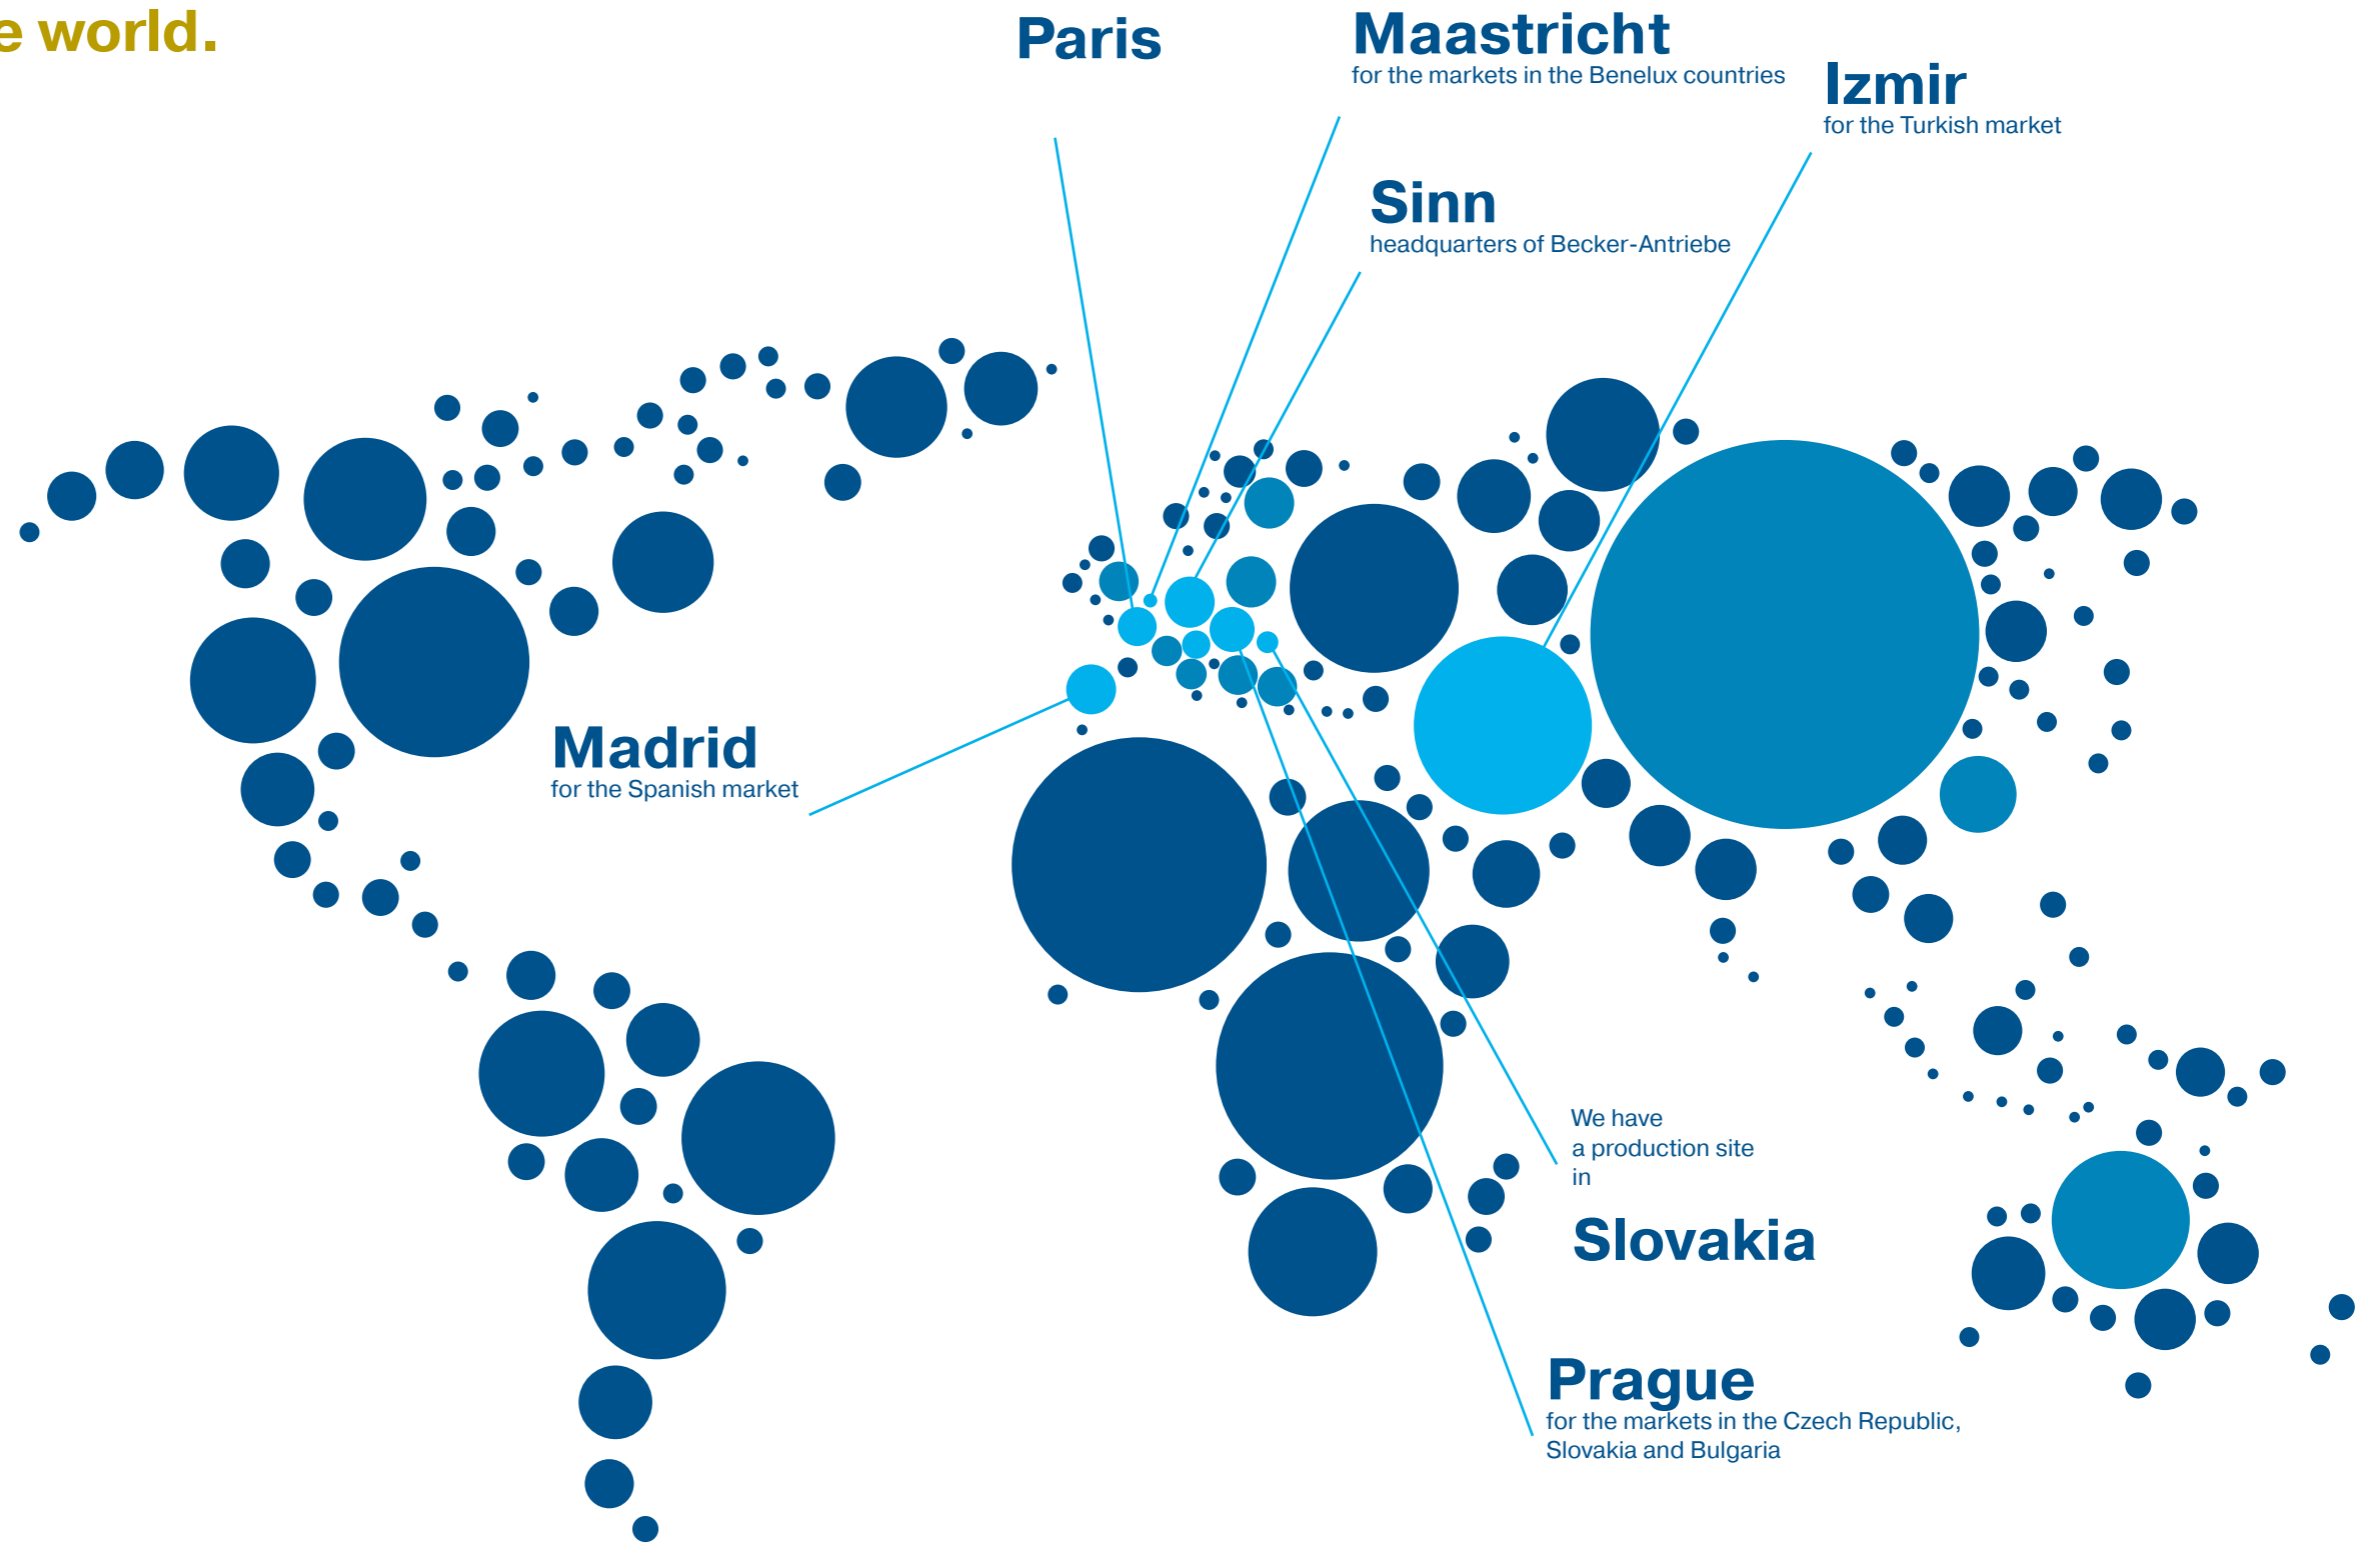 e world.
Paris
Maastricht
for the markets in the Benelux countries
Izmir
for the Turkish market
Sinn
headquarters of Becker-Antriebe
Madrid
for the Spanish market
We have
a production site
in
Slovakia
Prague
for the markets in the Czech Republic,
Slovakia and Bulgaria